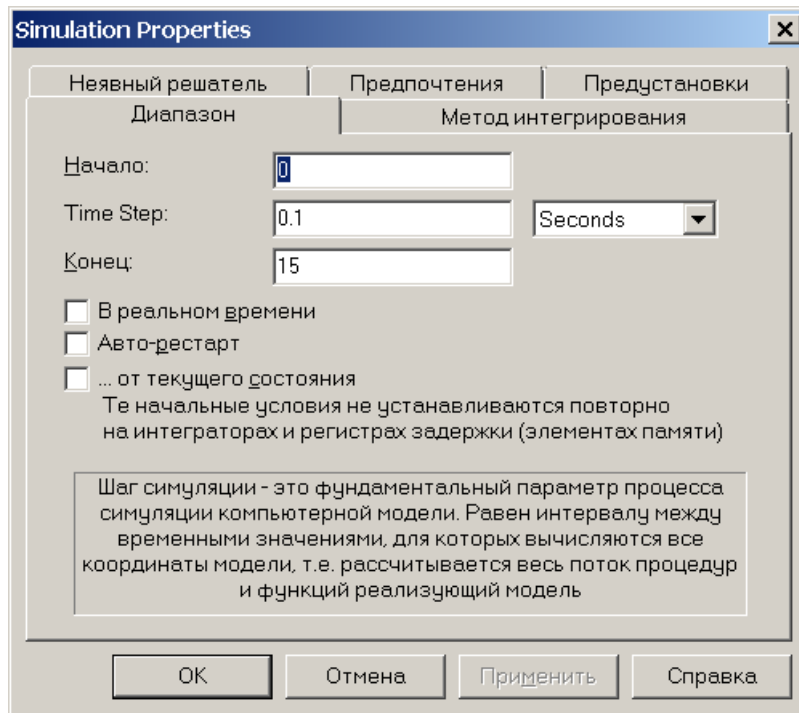 Simulation Properties
Неявный решатель Предпочтения Предустановки
Диапазон Метод интегрирования
Начало: 0
Time Step: 0.1 Seconds
Конец: 15
В реальном времени
Авто-рестарт
... от текущего состояния
Те начальные условия не устанавливаются повторно
на интеграторах и регистрах задержки (элементах памяти)
Шаг симуляции - это фундаментальный параметр процесса
симуляции компьютерной модели. Равен интервалу между
временными значениями, для которых вычисляются все
координаты модели, т.е. рассчитывается весь поток процедур
и функций реализующий модель
OK Отмена Применить Справка